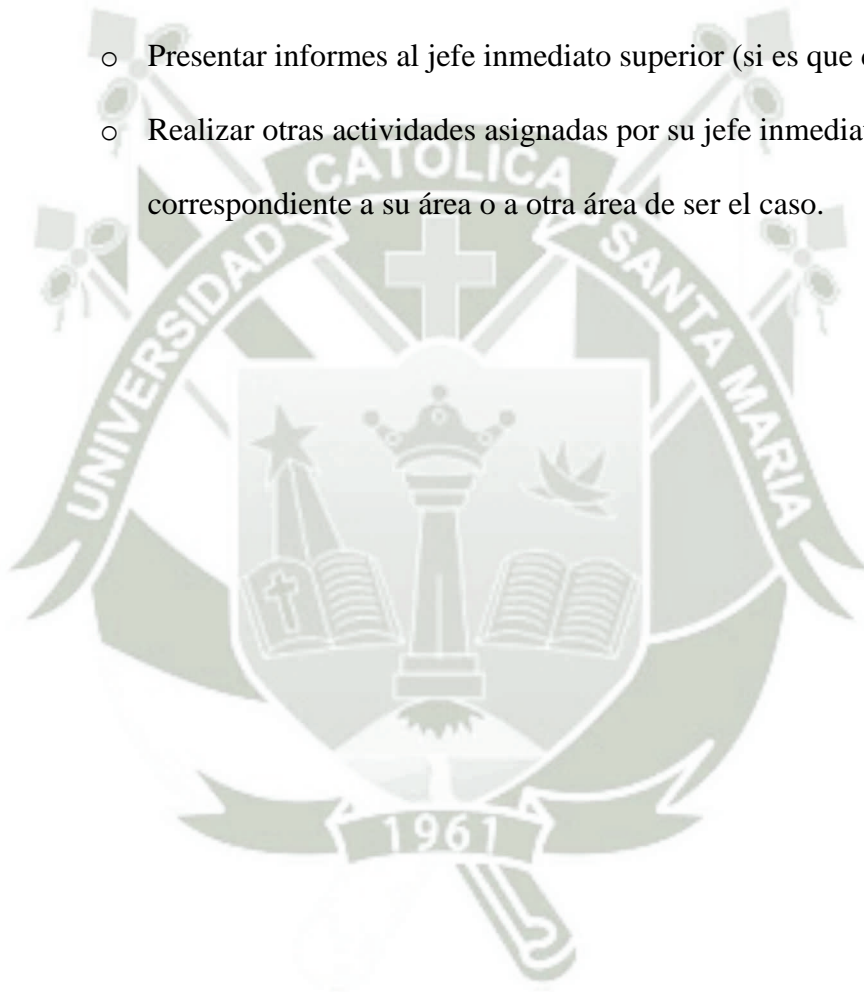 o Presentar informes al jefe inmediato superior (si es que
o Realizar otras actividades asignadas por su jefe
correspondiente a su área o a otra área de ser el caso.
UNIVERSIDAD CATOLICA SANTA MARIA
1961